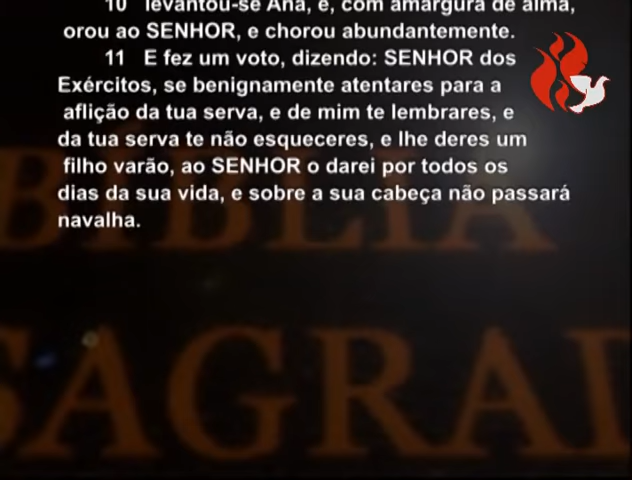 10 levantou-se Ana, e, com amargura de alma,
orou ao SENHOR, e chorou abundantemente.
11 E fez um voto, dizendo: SENHOR dos
Exércitos, se benignamente atentares para a
aflição da tua serva, e de mim te lembrares, e
da tua serva te não esqueceres, e lhe deres um
filho varão, ao SENHOR o darei por todos os
dias da sua vida, e sobre a sua cabeça não passará
navalha.
BÍBLIA
SAGRAD